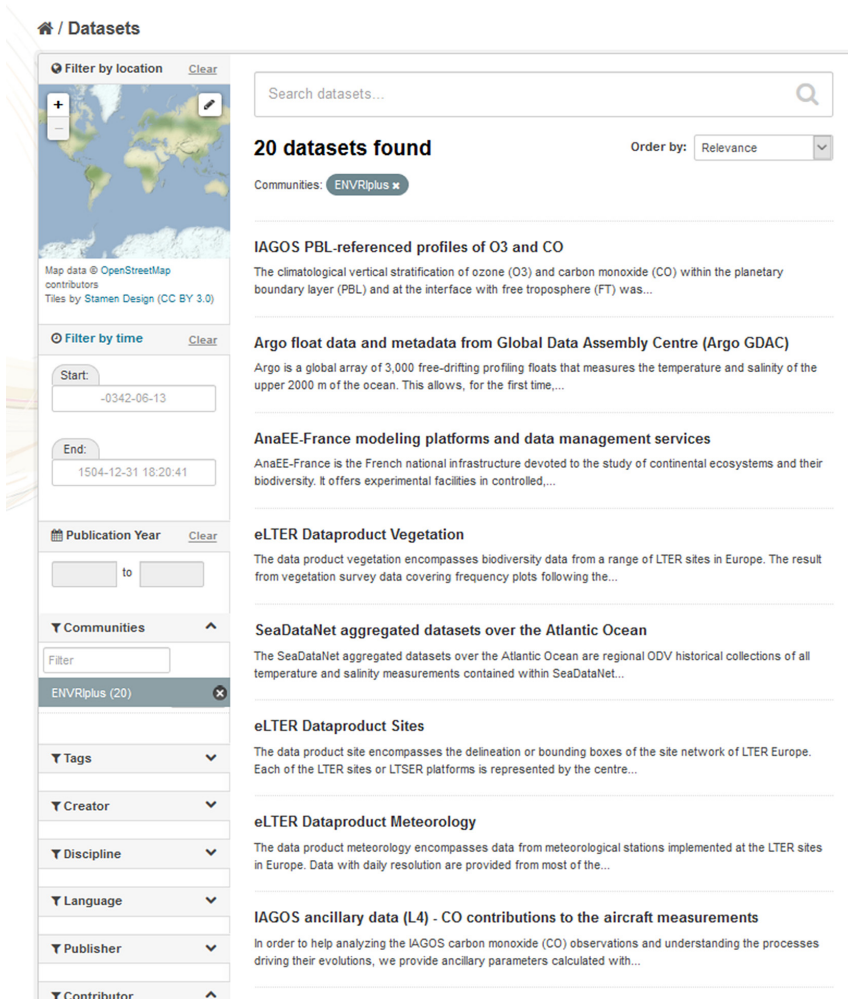 / Datasets
Filter by location Clear
+
−
Map data © OpenStreetMap
contributors
Tiles by Stamen Design (CC BY 3.0)
Filter by time Clear
Start:
-0342-06-13
End:
1504-12-31 18:20:41
Publication Year Clear
to
Communities
Filter
ENVRIplus (20)
Tags
Creator
Discipline
Language
Publisher
Contributor
Search datasets...
20 datasets found
Order by: Relevance
Communities: ENVRIplus ×
IAGOS PBL-referenced profiles of O3 and CO
The climatological vertical stratification of ozone (O3) and carbon monoxide (CO) within the planetary
boundary layer (PBL) and at the interface with free troposphere (FT) was...
Argo float data and metadata from Global Data Assembly Centre (Argo GDAC)
Argo is a global array of 3,000 free-drifting profiling floats that measures the temperature and salinity of the
upper 2000 m of the ocean. This allows, for the first time,...
AnaEE-France modeling platforms and data management services
AnaEE-France is the French national infrastructure devoted to the study of continental ecosystems and their
biodiversity. It offers experimental facilities in controlled,...
eLTER Dataproduct Vegetation
The data product vegetation encompasses biodiversity data from a range of LTER sites in Europe. The result
from vegetation survey data covering frequency plots following the...
SeaDataNet aggregated datasets over the Atlantic Ocean
The SeaDataNet aggregated datasets over the Atlantic Ocean are regional ODV historical collections of all
temperature and salinity measurements contained within SeaDataNet...
eLTER Dataproduct Sites
The data product site encompasses the delineation or bounding boxes of the site network of LTER Europe.
Each of the LTER sites or LTSER platforms is represented by the centre...
eLTER Dataproduct Meteorology
The data product meteorology encompasses data from meteorological stations implemented at the LTER sites
in Europe. Data with daily resolution are provided from most of the...
IAGOS ancillary data (L4) - CO contributions to the aircraft measurements
In order to help analyzing the IAGOS carbon monoxide (CO) observations and understanding the processes
driving their evolutions, we provide ancillary parameters calculated with...